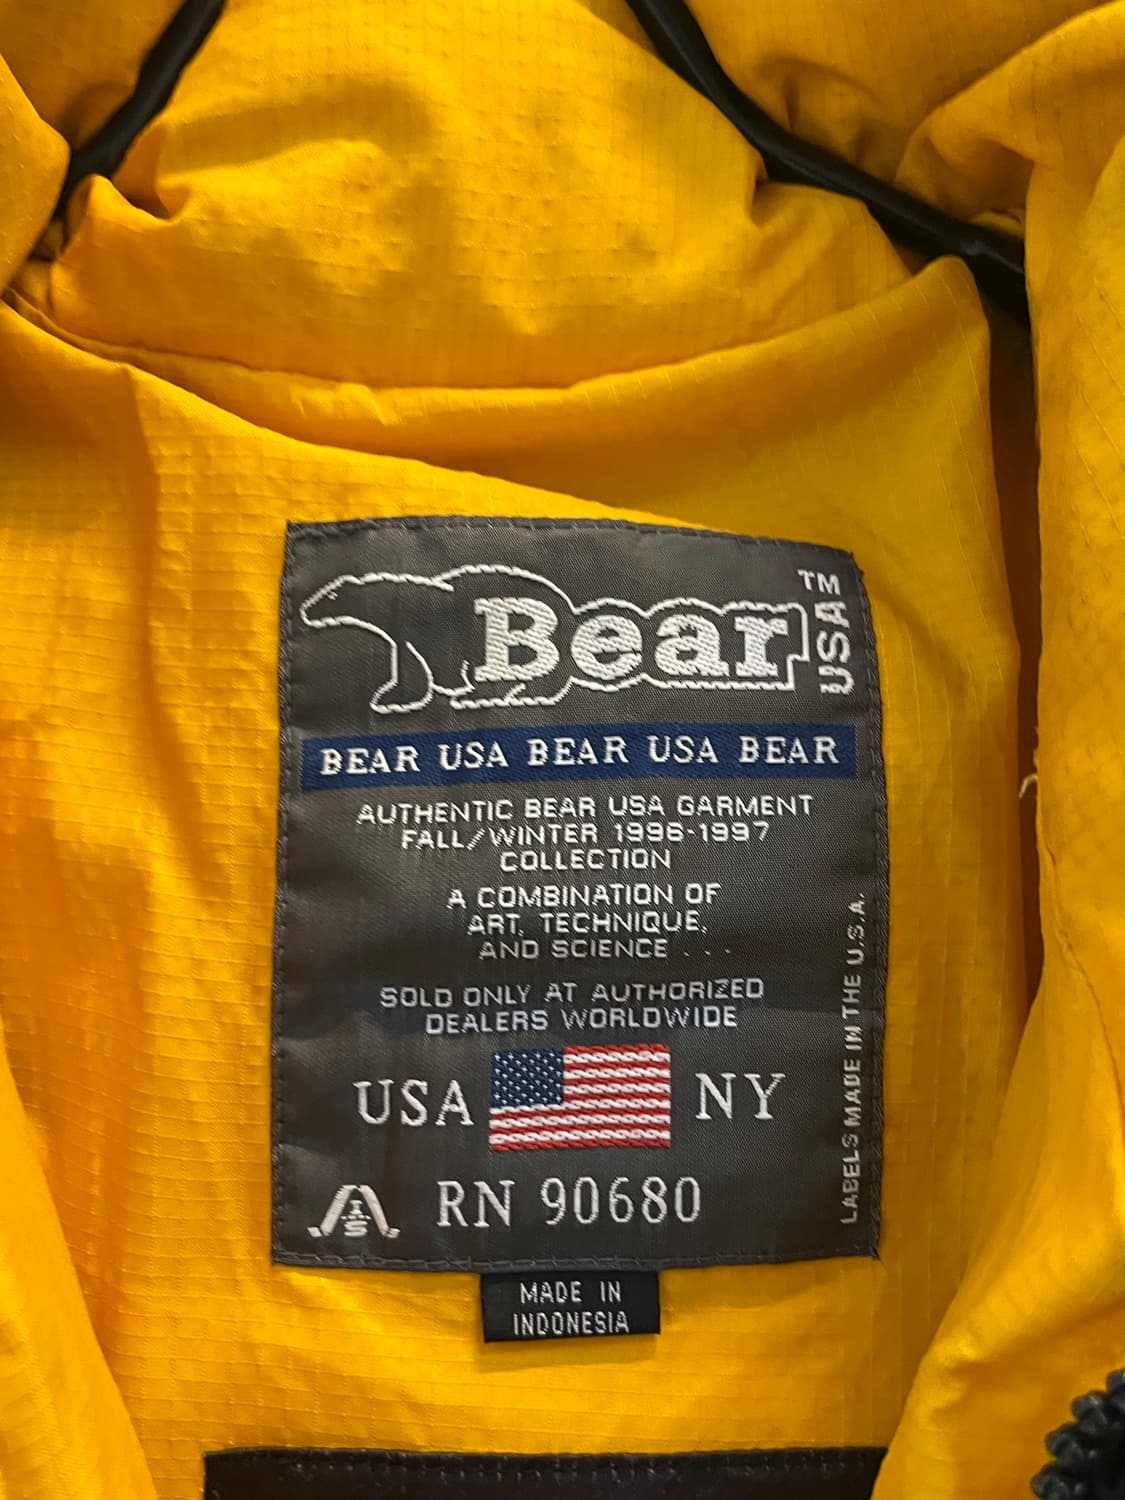 Bear USA™
BEAR USA BEAR USA BEAR
AUTHENTIC BEAR USA GARMENT
FALL/WINTER 1996-1997
COLLECTION
A COMBINATION OF
ART, TECHNIQUE,
AND SCIENCE . . .
SOLD ONLY AT AUTHORIZED
DEALERS WORLDWIDE
USA NY
AIS RN 90680
LABELS MADE IN THE U.S.A.
MADE IN
INDONESIA